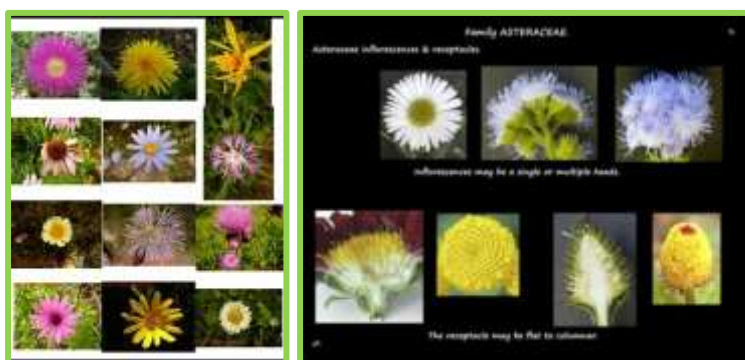 Family ASTERACEAE
Asteraceae inflorescences & receptacles
Inflorescences may be a single or multiple heads.
The receptacle may be flat to columnar.